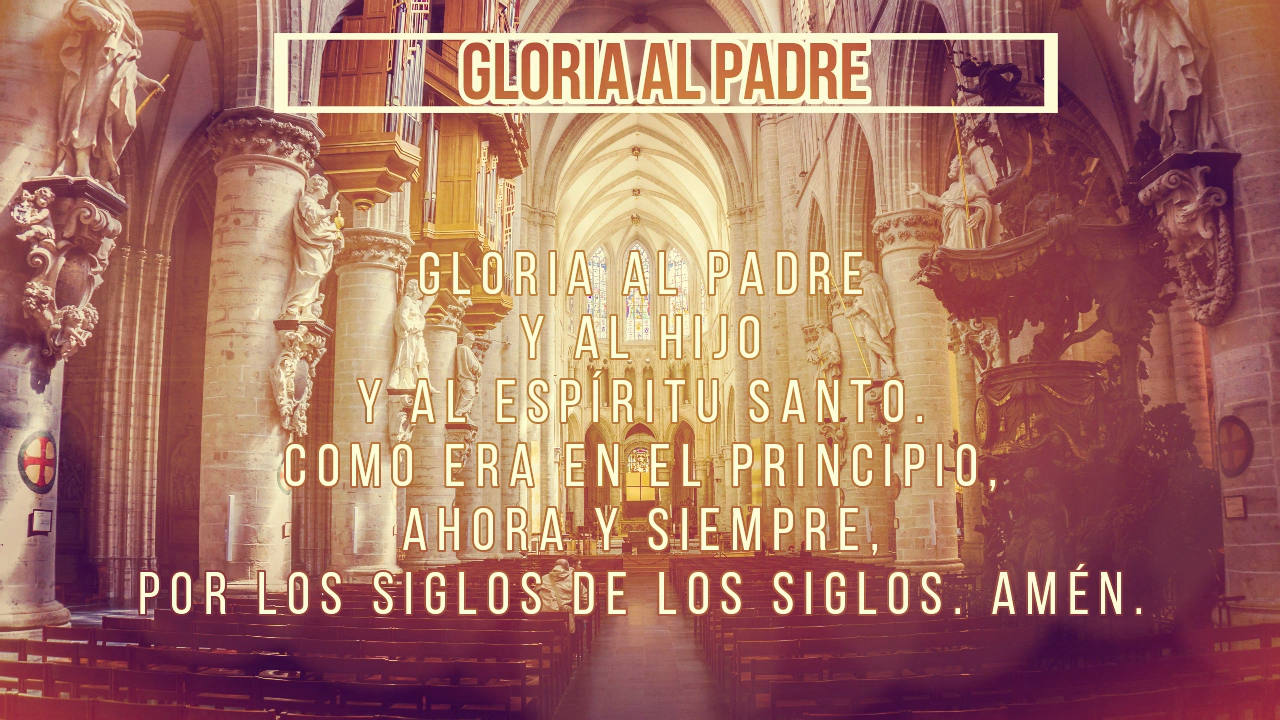 GLORIA AL PADRE
GLORIA AL PADRE
Y AL HIJO
Y AL ESPÍRITU SANTO.
COMO ERA EN EL PRINCIPIO,
AHORA Y SIEMPRE,
POR LOS SIGLOS DE LOS SIGLOS. AMÉN.